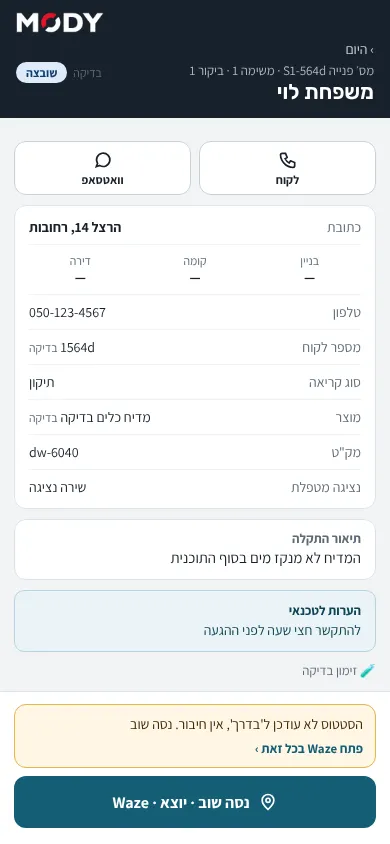 MODY
‹ היום
מס׳ פנייה S1-564d · משימה 1 · ביקור 1
בדיקה שובצה
משפחת לוי
לקוח
וואטסאפ
כתובת הרצל 14, רחובות
בניין קומה דירה
— — —
טלפון 050-123-4567
מספר לקוח 1564d בדיקה
סוג קריאה תיקון
מוצר מדיח כלים בדיקה
מק"ט dw-6040
נציגה מטפלת שירה נציגה
תיאור התקלה
המדיח לא מנקז מים בסוף התוכנית
הערות לטכנאי
להתקשר חצי שעה לפני ההגעה
🧪 זימון בדיקה
הסטטוס לא עודכן ל'בדרך', אין חיבור. נסה שוב
פתח Waze בכל זאת ‹
נסה שוב · יוצא · Waze